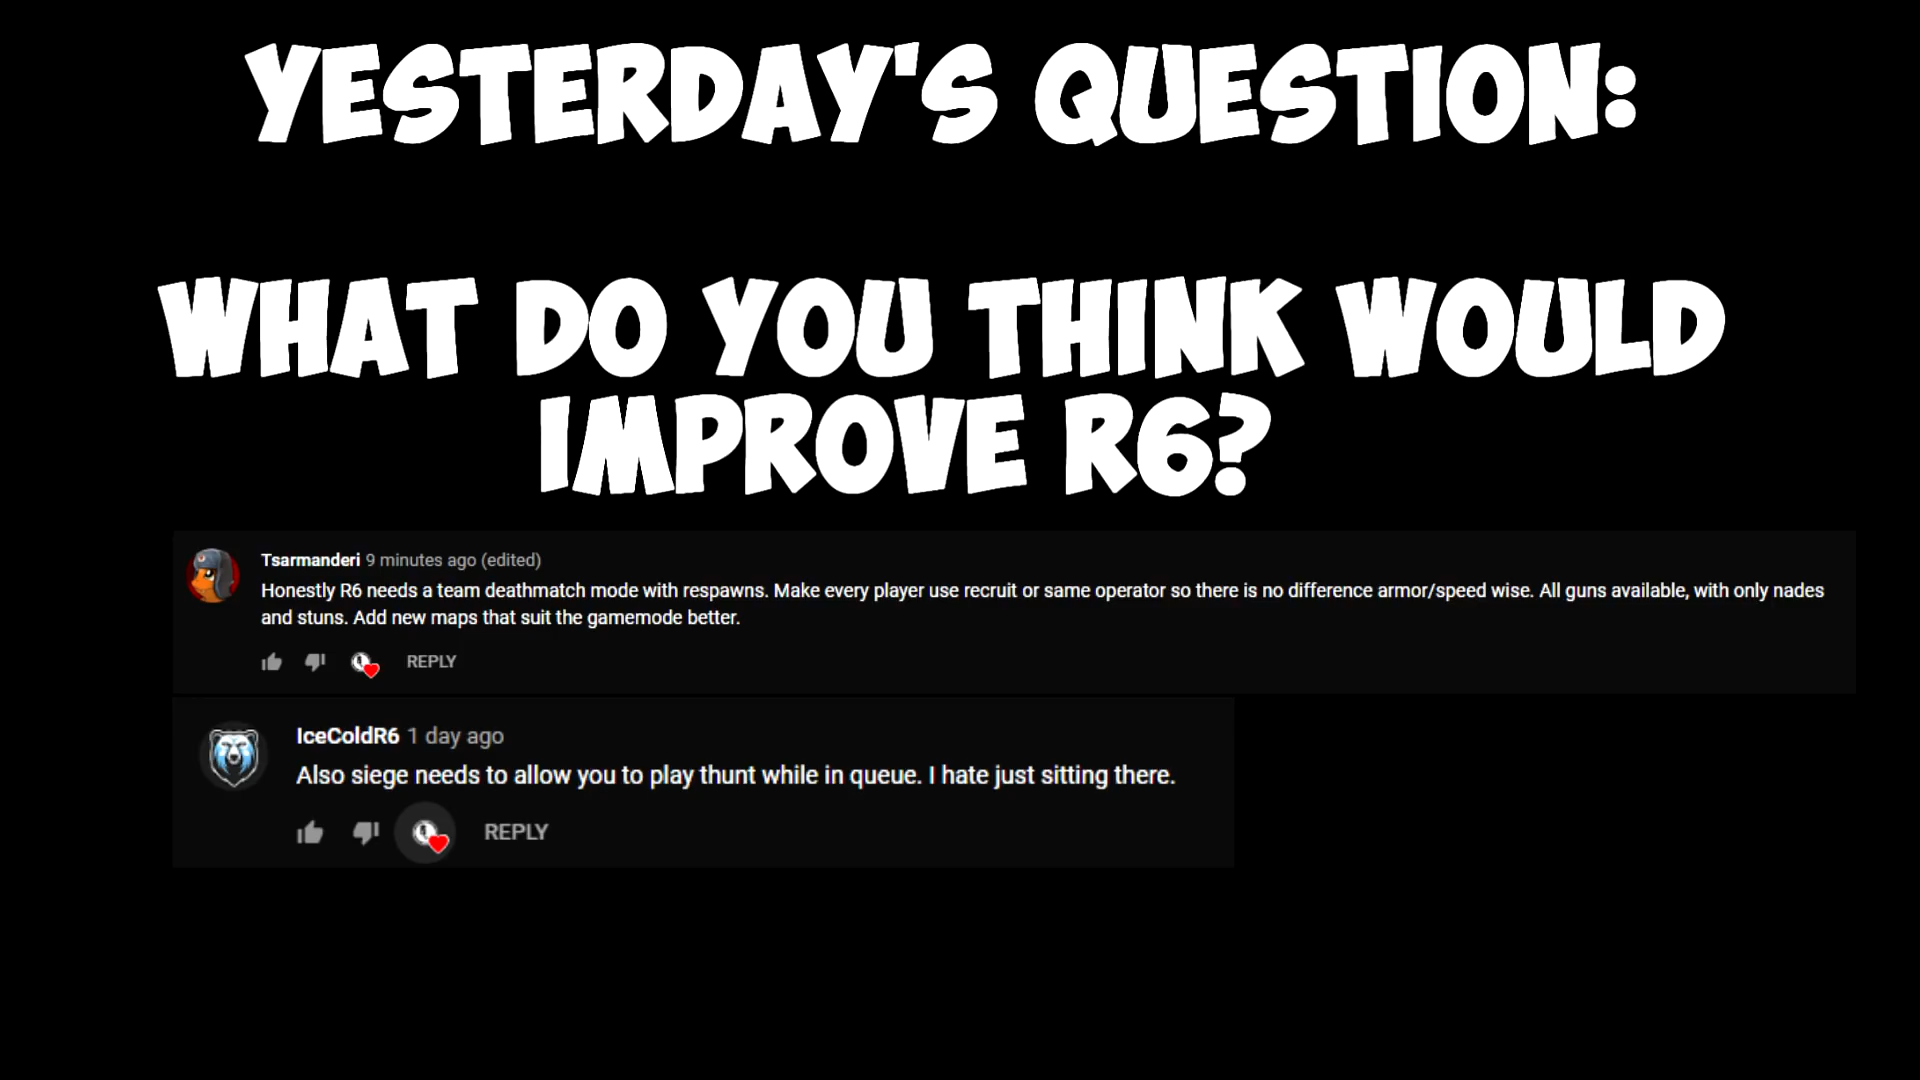 YESTERDAY'S QUESTION:
WHAT DO YOU THINK WOULD
IMPROVE R6?
Tsarmanderi 9 minutes ago (edited)
Honestly R6 needs a team deathmatch mode with respawns. Make every player use recruit or same operator so there is no difference armor/speed wise. All guns available, with only nades
and stuns. Add new maps that suit the gamemode better.
REPLY
IceColdR6 1 day ago
Also siege needs to allow you to play thunt while in queue. I hate just sitting there.
REPLY